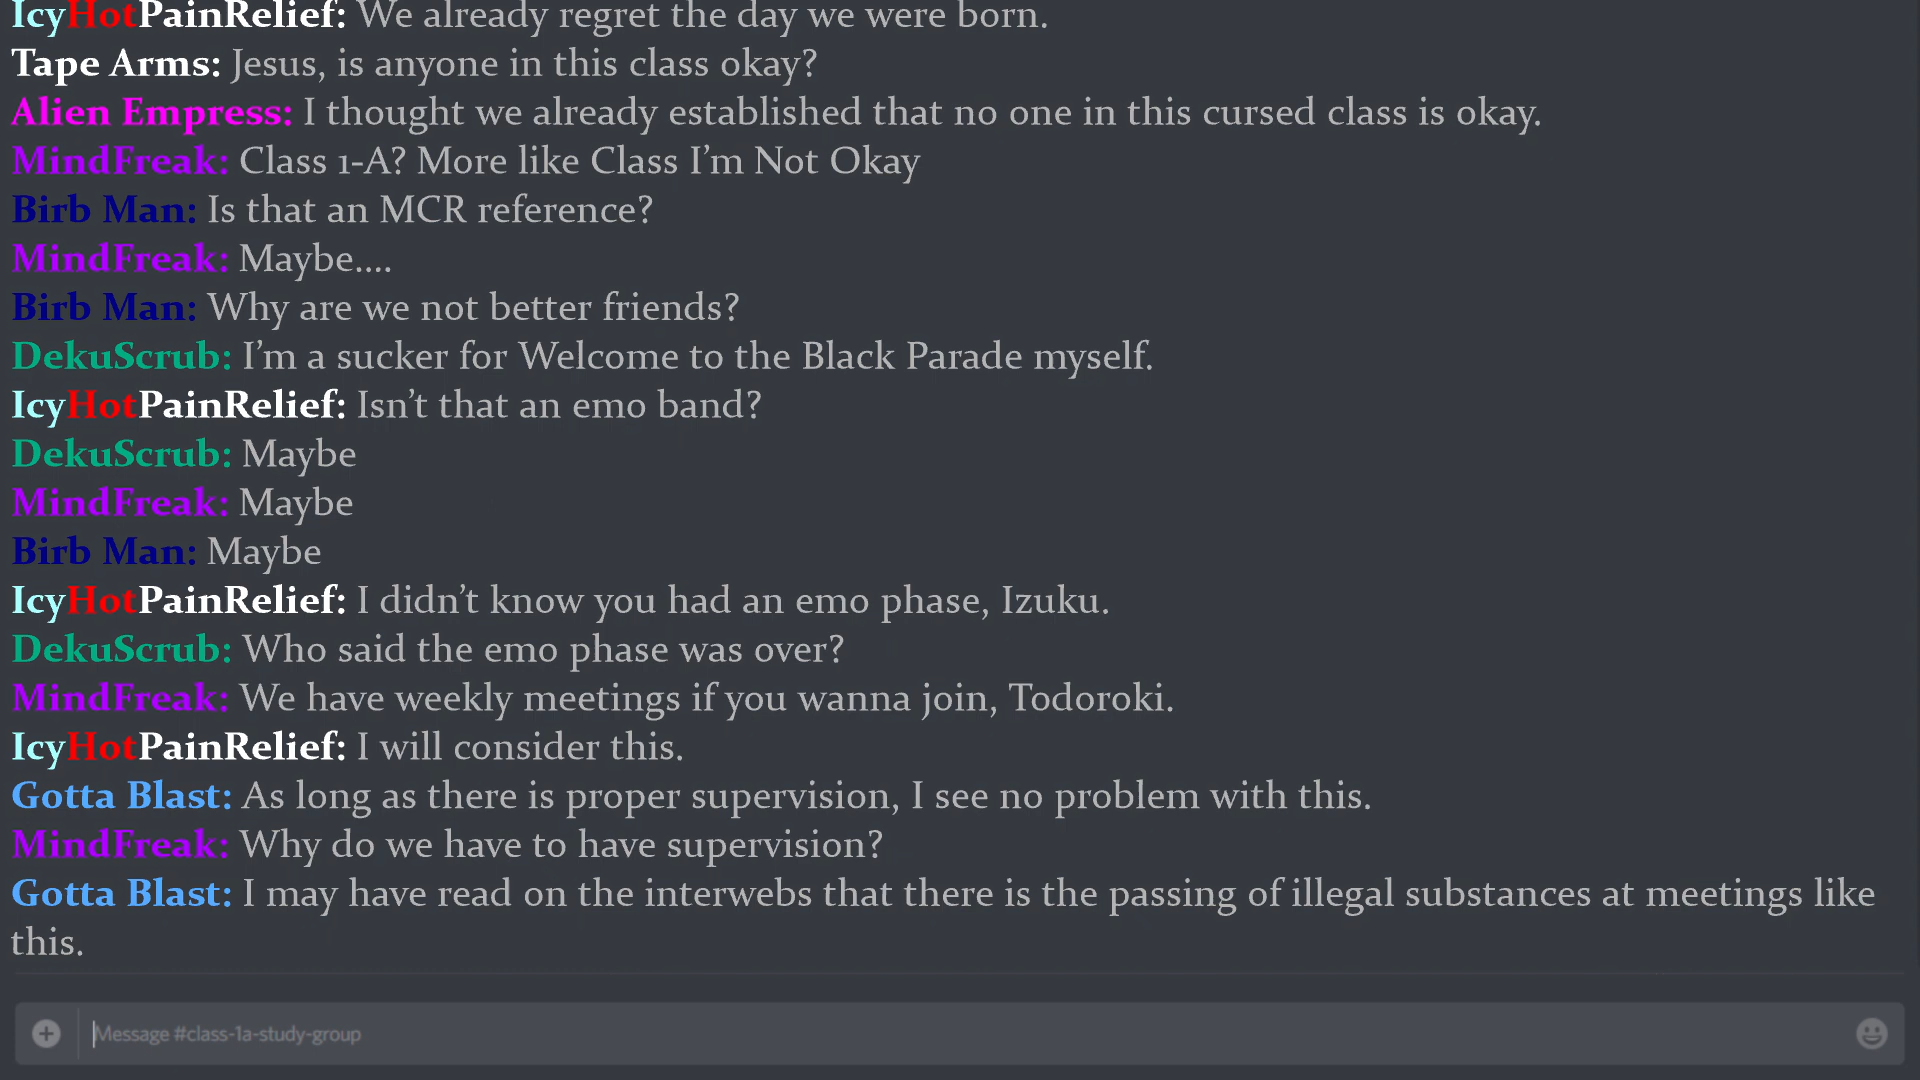 IcyHotPainRelief: We already regret the day we were born.
Tape Arms: Jesus, is anyone in this class okay?
Alien Empress: I thought we already established that no one in this cursed class is okay.
MindFreak: Class 1-A? More like Class I’m Not Okay
Birb Man: Is that an MCR reference?
MindFreak: Maybe....
Birb Man: Why are we not better friends?
DekuScrub: I’m a sucker for Welcome to the Black Parade myself.
IcyHotPainRelief: Isn’t that an emo band?
DekuScrub: Maybe
MindFreak: Maybe
Birb Man: Maybe
IcyHotPainRelief: I didn’t know you had an emo phase, Izuku.
DekuScrub: Who said the emo phase was over?
MindFreak: We have weekly meetings if you wanna join, Todoroki.
IcyHotPainRelief: I will consider this.
Gotta Blast: As long as there is proper supervision, I see no problem with this.
MindFreak: Why do we have to have supervision?
Gotta Blast: I may have read on the interwebs that there is the passing of illegal substances at meetings like
this.
Message #class-1a-study-group